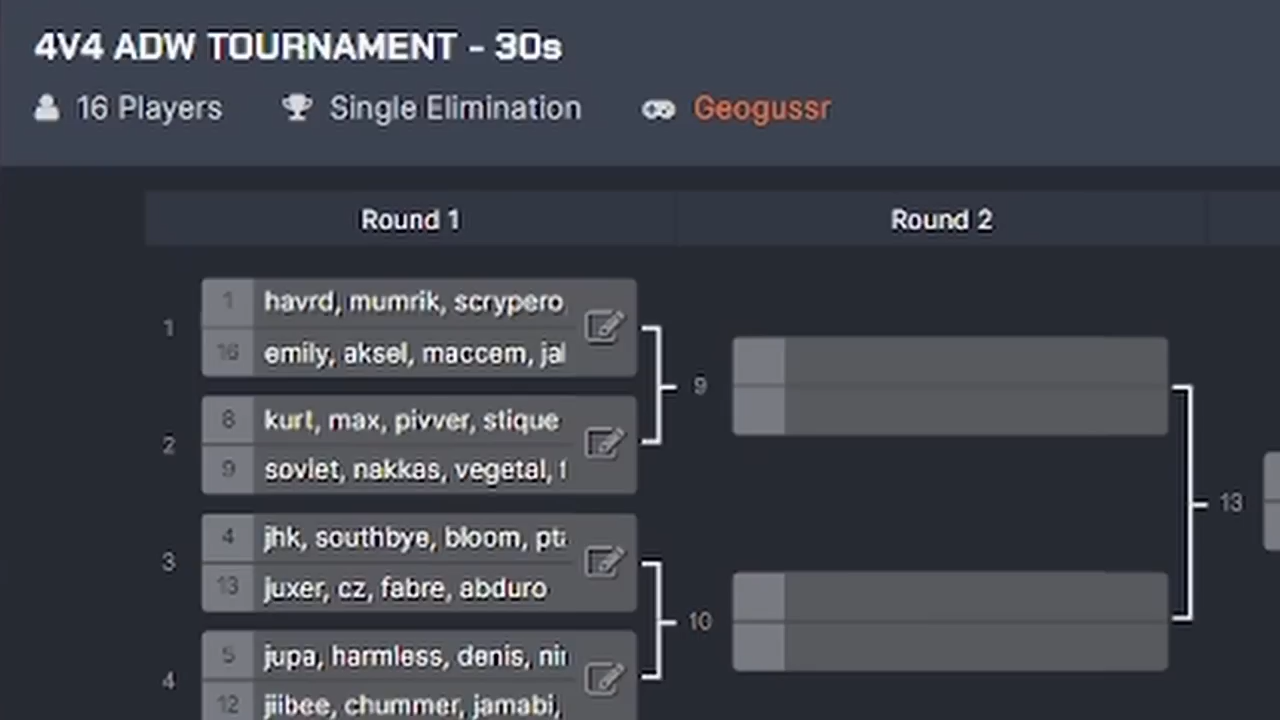 4V4 ADW TOURNAMENT - 30s
16 Players Single Elimination Geogussr
Round 1 Round 2
1
1 havrd, mumrik, scrypero
16 emily, aksel, maccem,
9
2
8 kurt, max, pivver, stique
9 soviet, nakkas, vegetal,
3
4 jhk, southbye, bloom,
13 juxer, cz, fabre, abduro
10
13
4
5 jupa, harmless, denis,
12 jiibee, chummer, jamabi,